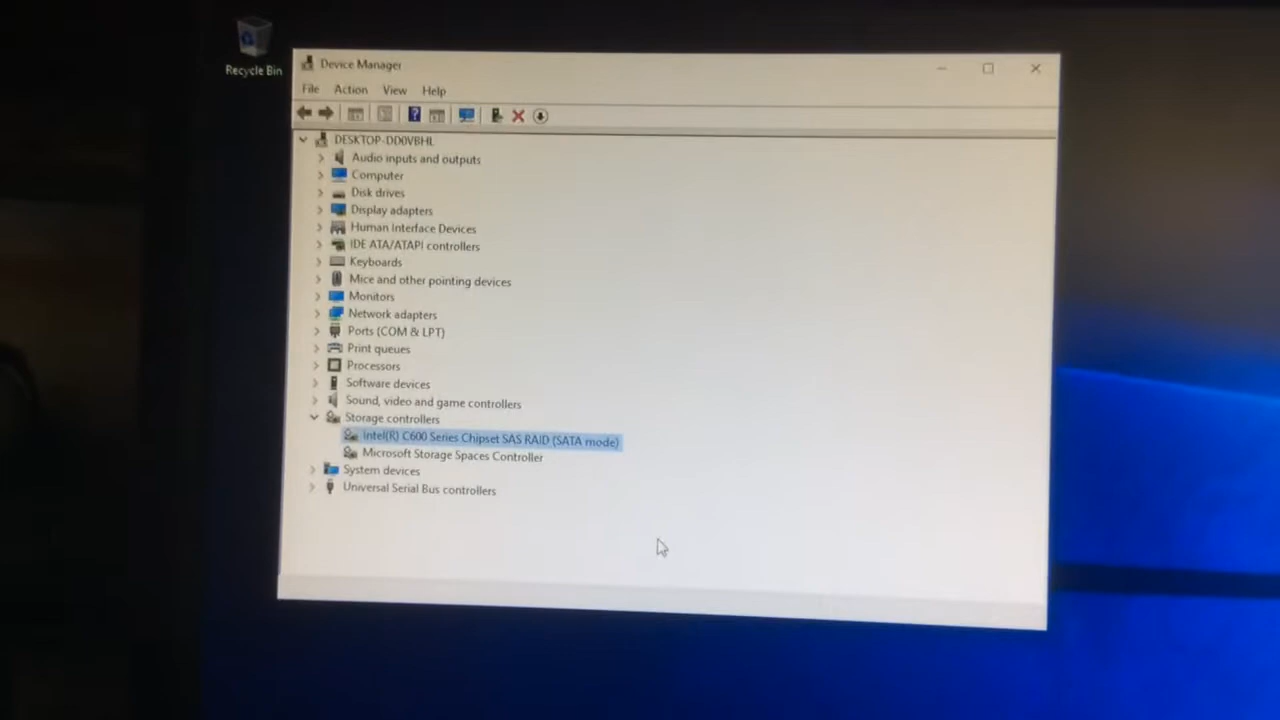 Recycle Bin
Device Manager
File Action View Help
DESKTOP-DD0VBHL
Audio inputs and outputs
Computer
Disk drives
Display adapters
Human Interface Devices
IDE ATA/ATAPI controllers
Keyboards
Mice and other pointing devices
Monitors
Network adapters
Ports (COM & LPT)
Print queues
Processors
Software devices
Sound, video and game controllers
Storage controllers
Intel(R) C600 Series Chipset SAS RAID (SATA mode)
Microsoft Storage Spaces Controller
System devices
Universal Serial Bus controllers